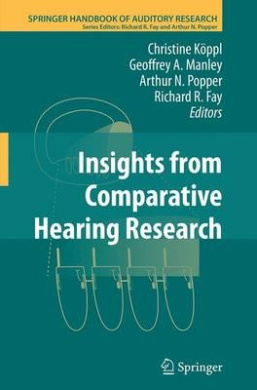 SPRINGER HANDBOOK OF AUDITORY RESEARCH
Series Editors: Richard R. Fay and Arthur N. Popper
Christine Köppl
Geoffrey A. Manley
Arthur N. Popper
Richard R. Fay
Editors
Insights from
Comparative
Hearing Research
Springer